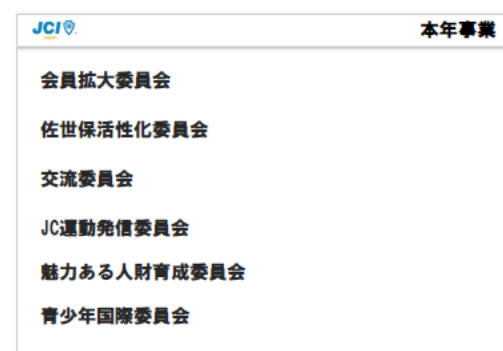 JCI 本年事業
会員拡大委員会
佐世保活性化委員会
交流委員会
JC運動発信委員会
魅力ある人財育成委員会
青少年国際委員会